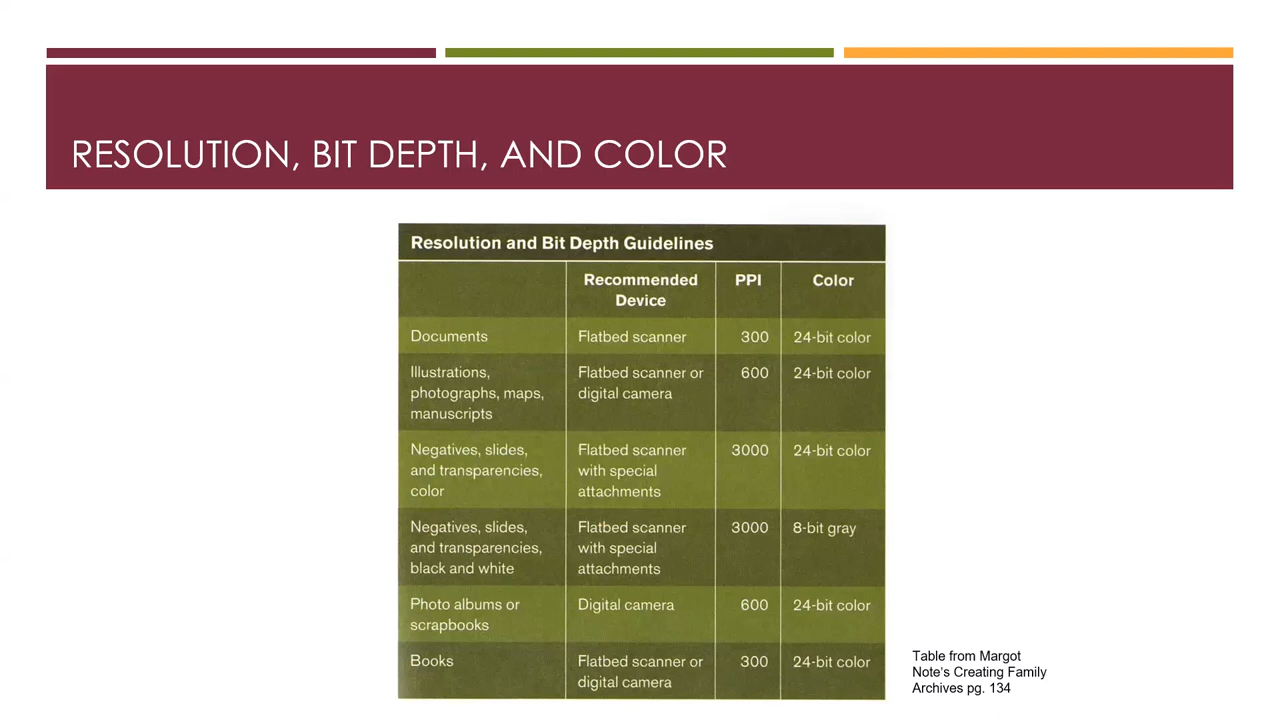 RESOLUTION, BIT DEPTH, AND COLOR
Resolution and Bit Depth Guidelines
Recommended Device PPI Color
Documents Flatbed scanner 300 24-bit color
Illustrations, Flatbed scanner or 600 24-bit color
photographs, maps, digital camera
manuscripts
Negatives, slides, Flatbed scanner 3000 24-bit color
and transparencies, with special
color attachments
Negatives, slides, Flatbed scanner 3000 8-bit gray
and transparencies, with special
black and white attachments
Photo albums or Digital camera 600 24-bit color
scrapbooks
Books Flatbed scanner or 300 24-bit color
digital camera
Table from Margot
Note's Creating Family
Archives pg. 134